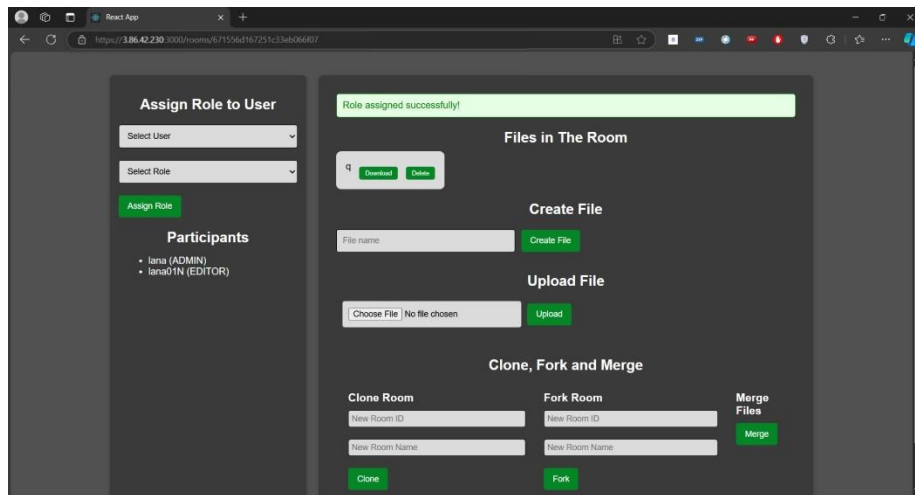 React App
https://3.86.42.230:3000/rooms/671556d167251c33eb066f07
Assign Role to User
Select User
Select Role
Assign Role
Participants
• lana (ADMIN)
• lana01N (EDITOR)
Role assigned successfully!
Files in The Room
q Download Delete
Create File
File name Create File
Upload File
Choose File No file chosen Upload
Clone, Fork and Merge
Clone Room
New Room ID
New Room Name
Clone
Fork Room
New Room ID
New Room Name
Fork
Merge
Files
Merge